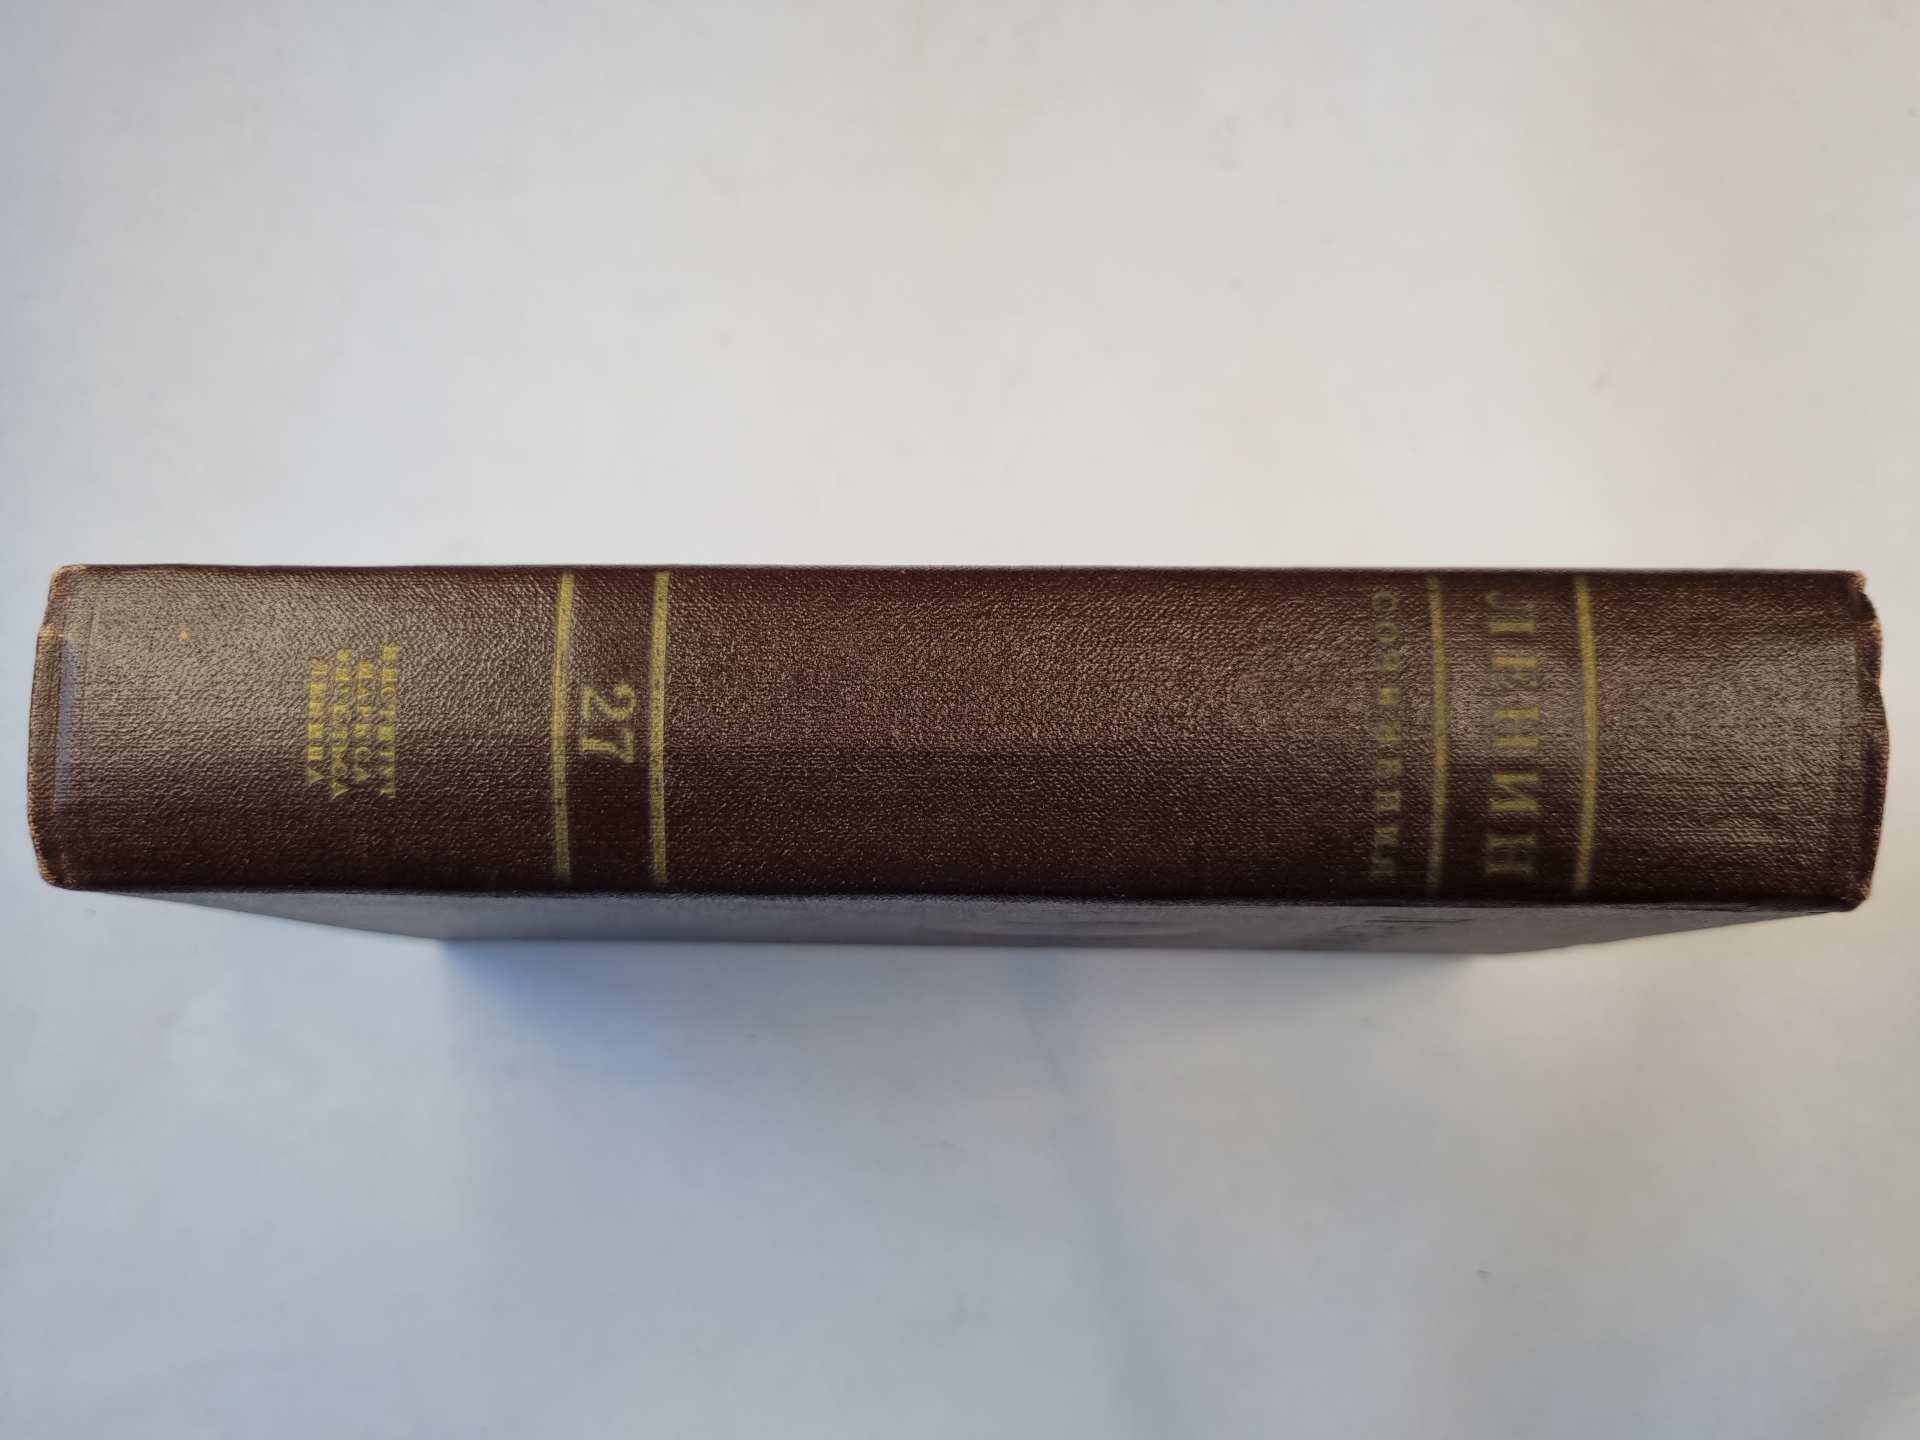 ЛЕНИН
СОЧИНЕНИЯ
27
ИНСТИТУТ
МАРКСА
ЭНГЕЛЬСА
ЛЕНИНА